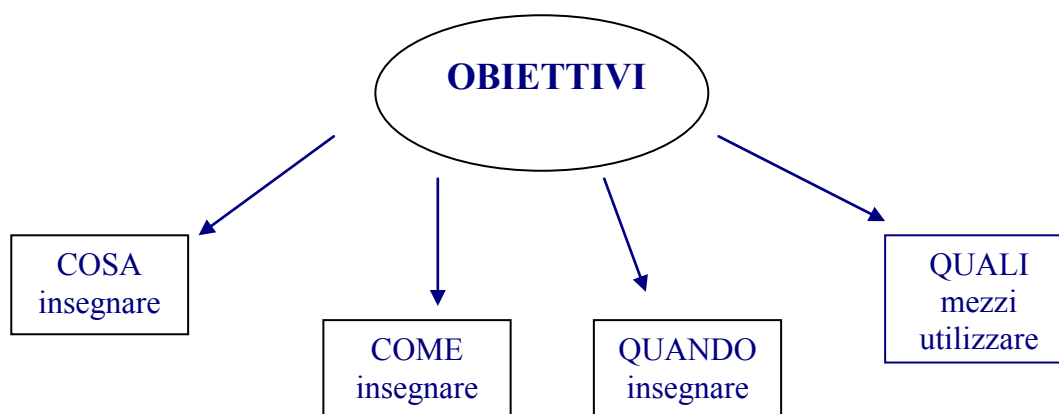 OBIETTIVI
COSA
insegnare
COME
insegnare
QUANDO
insegnare
QUALI
mezzi
utilizzare